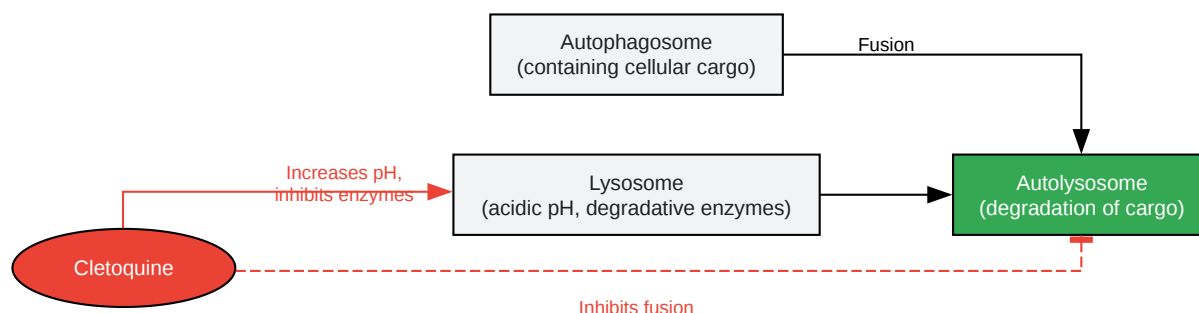 Autophagosome
(containing cellular cargo)
Fusion
Increases pH,
inhibits enzymes
Lysosome
(acidic pH, degradative enzymes)
Autolysosome
(degradation of cargo)
Cletoquine
Inhibits fusion